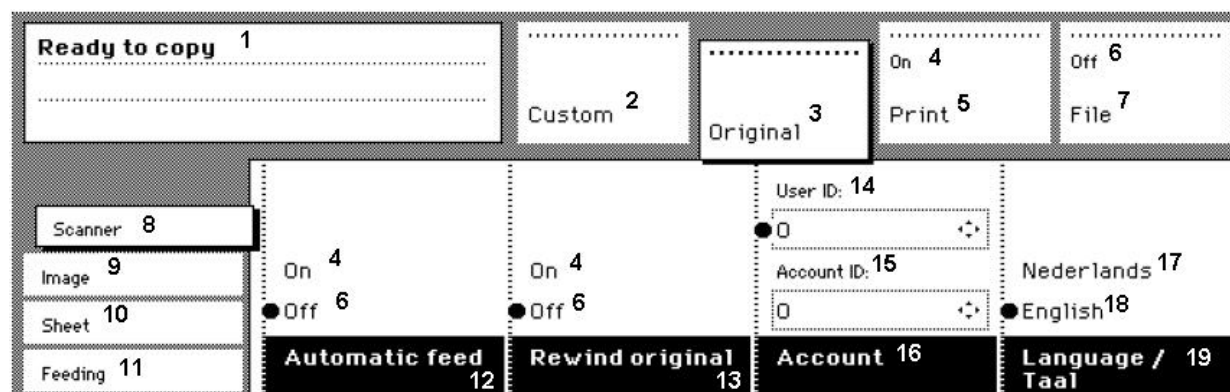 Ready to copy 1
Custom 2
Original 3
On 4
Print 5
Off 6
File 7
Scanner 8
Image 9
Sheet 10
Feeding 11
On 4
Off 6
Automatic feed
12
On 4
Off 6
Rewind original
13
User ID: 14
0
Account ID: 15
0
Account 16
Nederlands 17
English 18
Language / 19
Taal